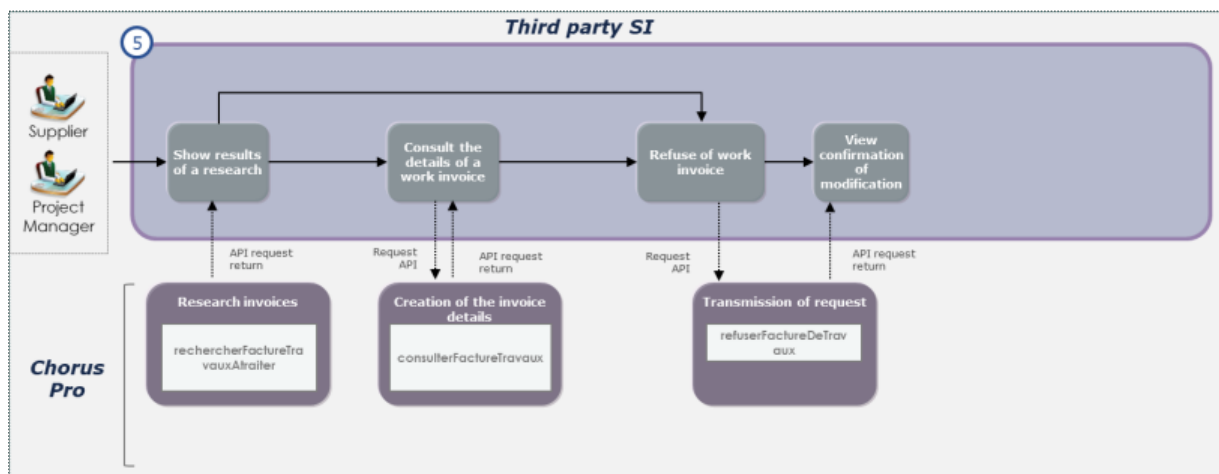 Third party SI
5
Supplier
Project
Manager
Show results
of a research
Consult the
details of a
work invoice
Refuse of work
invoice
View
confirmation
of
modification
API request
return
Request
API
API request
return
Request
API
API request
return
Chorus
Pro
Research invoices
rechercherFactureTra
vauxAtraiter
Creation of the invoice
details
consulterFactureTravaux
Transmission of request
refuserFactureDeTrav
aux